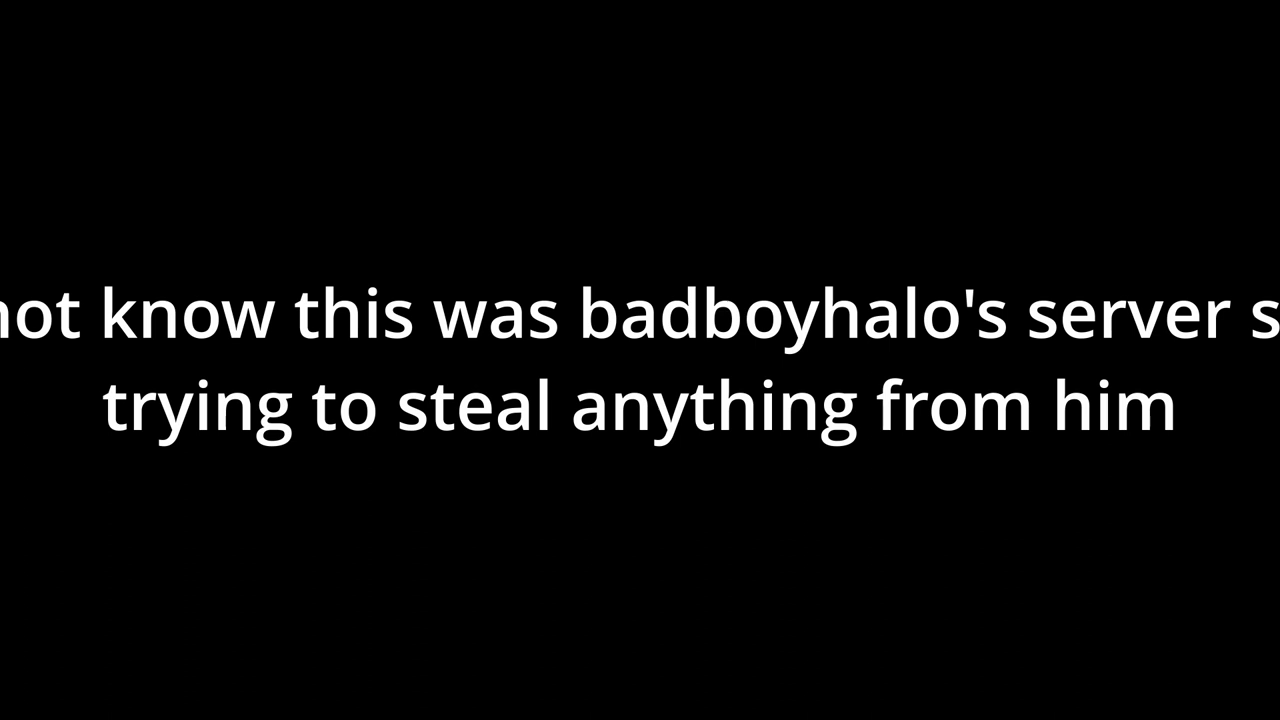 not know this was badboyhalo's server s
trying to steal anything from him